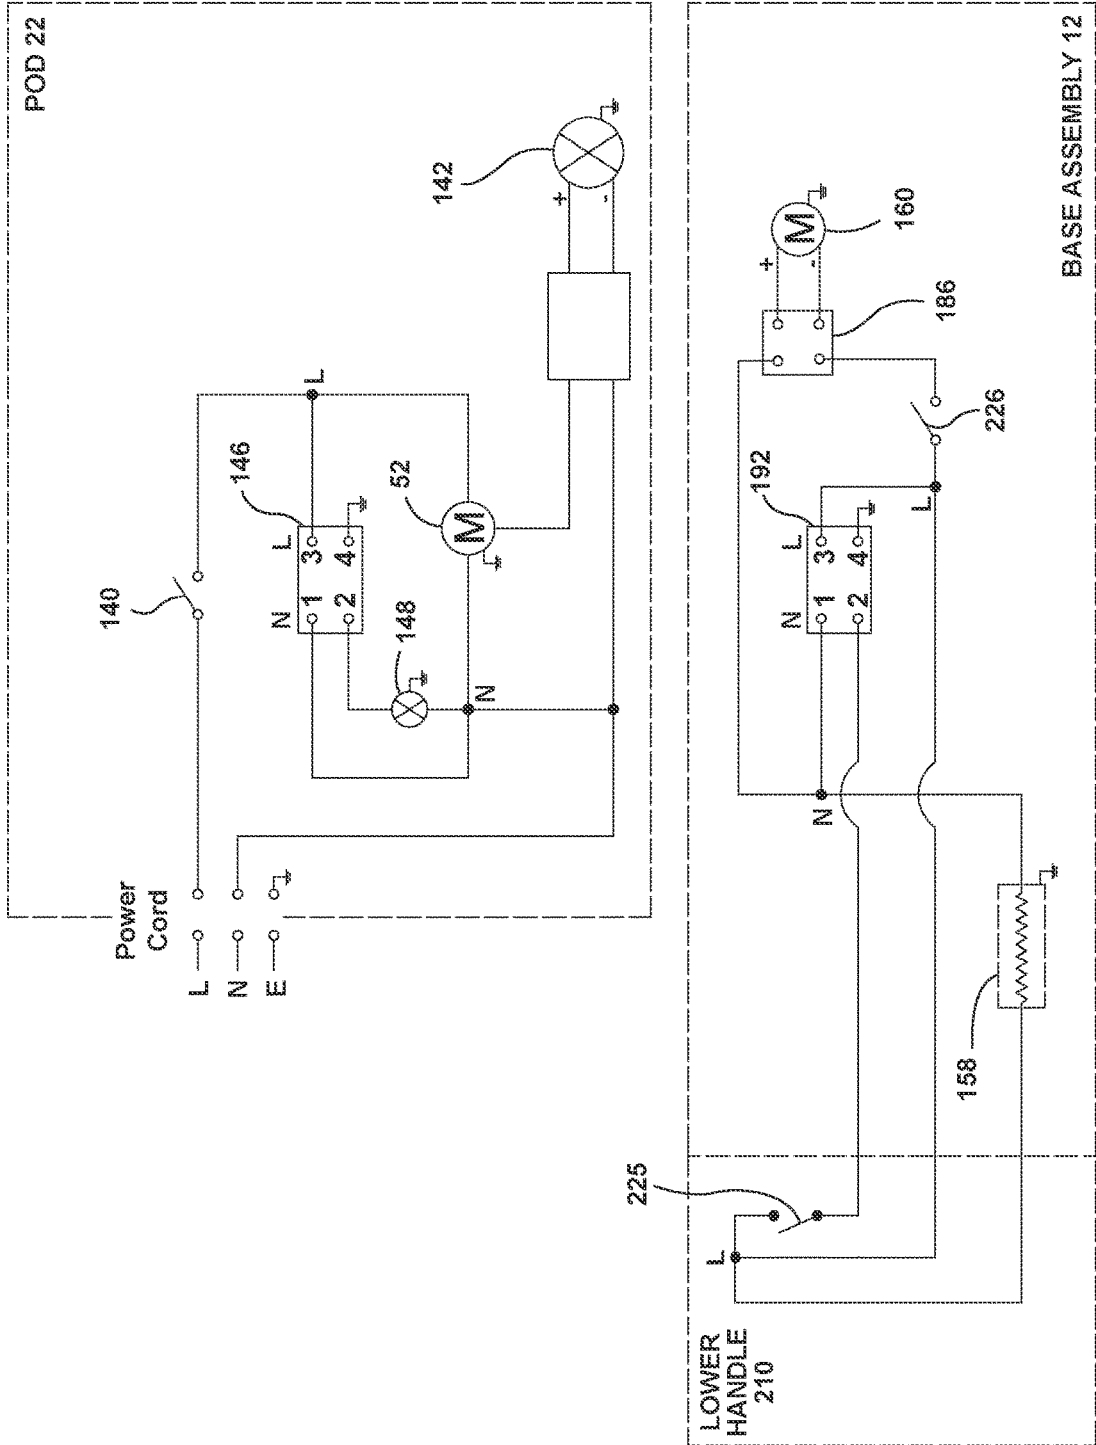 POD 22
Power
Cord
L
N
E
140
N
L
146
1
3
2
4
L
148
52
M
N
142
+
-
LOWER
HANDLE
210
L
225
N
192
N
L
1
3
2
4
L
226
186
+
-
M
160
158
BASE ASSEMBLY 12